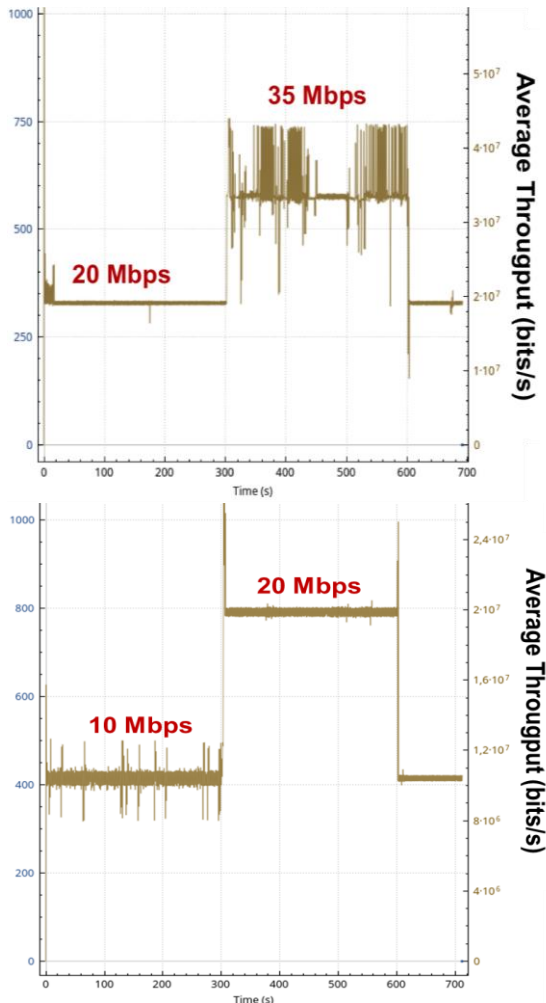 1000
750
500
250
0
5·10⁷
4·10⁷
3·10⁷
2·10⁷
1·10⁷
0
35 Mbps
20 Mbps
Average Througput (bits/s)
0 100 200 300 400 500 600 700
Time (s)
1000
800
600
400
200
0
2,4·10⁷
2·10⁷
1,6·10⁷
1,2·10⁷
8·10⁶
4·10⁶
0
20 Mbps
10 Mbps
Average Througput (bits/s)
0 100 200 300 400 500 600 700
Time (s)